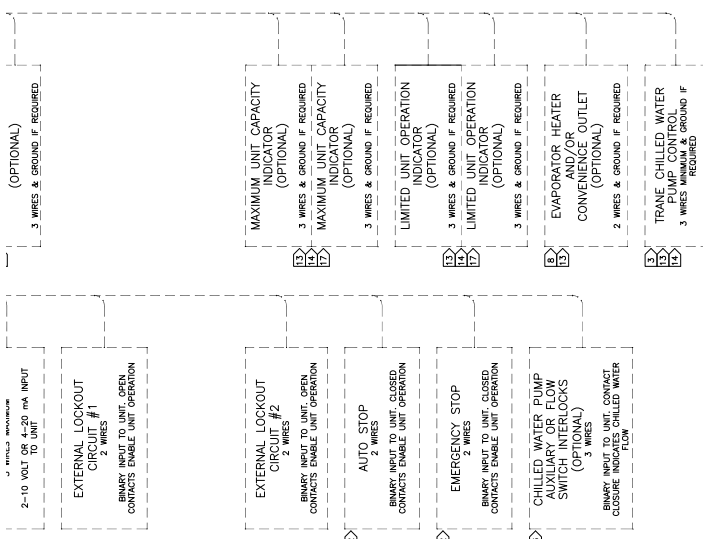 (OPTIONAL)
3 WIRES & GROUND IF REQUIRED
MAXIMUM UNIT CAPACITY
INDICATOR
(OPTIONAL)
3 WIRES & GROUND IF REQUIRED
MAXIMUM UNIT CAPACITY
INDICATOR
(OPTIONAL)
3 WIRES & GROUND IF REQUIRED
LIMITED UNIT OPERATION
INDICATOR
(OPTIONAL)
3 WIRES & GROUND IF REQUIRED
LIMITED UNIT OPERATION
INDICATOR
(OPTIONAL)
3 WIRES & GROUND IF REQUIRED
EVAPORATOR HEATER
AND/OR
CONVENIENCE OUTLET
(OPTIONAL)
2 WIRES & GROUND IF REQUIRED
TRANE CHILLED WATER
PUMP CONTROL
3 WIRES MINIMUM & GROUND IF
REQUIRED
13
14
17
13
14
17
8
13
3
13
14
3 WIRES MAXIMUM
2-10 VOLT OR 4-20 mA INPUT
TO UNIT
EXTERNAL LOCKOUT
CIRCUIT #1
2 WIRES
BINARY INPUT TO UNIT. OPEN
CONTACTS ENABLE UNIT OPERATION
EXTERNAL LOCKOUT
CIRCUIT #2
2 WIRES
BINARY INPUT TO UNIT. OPEN
CONTACTS ENABLE UNIT OPERATION
AUTO STOP
2 WIRES
BINARY INPUT TO UNIT. CLOSED
CONTACTS ENABLE UNIT OPERATION
EMERGENCY STOP
2 WIRES
BINARY INPUT TO UNIT. CLOSED
CONTACTS ENABLE UNIT OPERATION
CHILLED WATER PUMP
AUXILIARY OR FLOW
SWITCH INTERLOCKS
(OPTIONAL)
3 WIRES
BINARY INPUT TO UNIT. CONTACT
CLOSURE INDICATES CHILLED WATER
FLOW